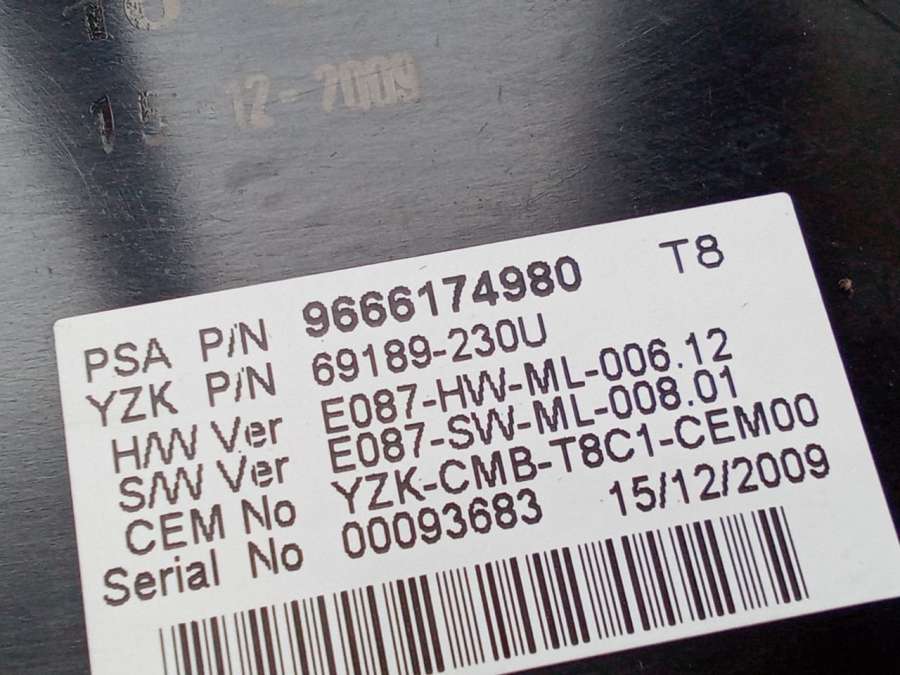 15-12-2009
T8
PSA P/N 9666174980
YZK P/N 69189-230U
H/W Ver E087-HW-ML-006.12
S/W Ver E087-SW-ML-008.01
CEM No YZK-CMB-T8C1-CEM00
Serial No 00093683 15/12/2009